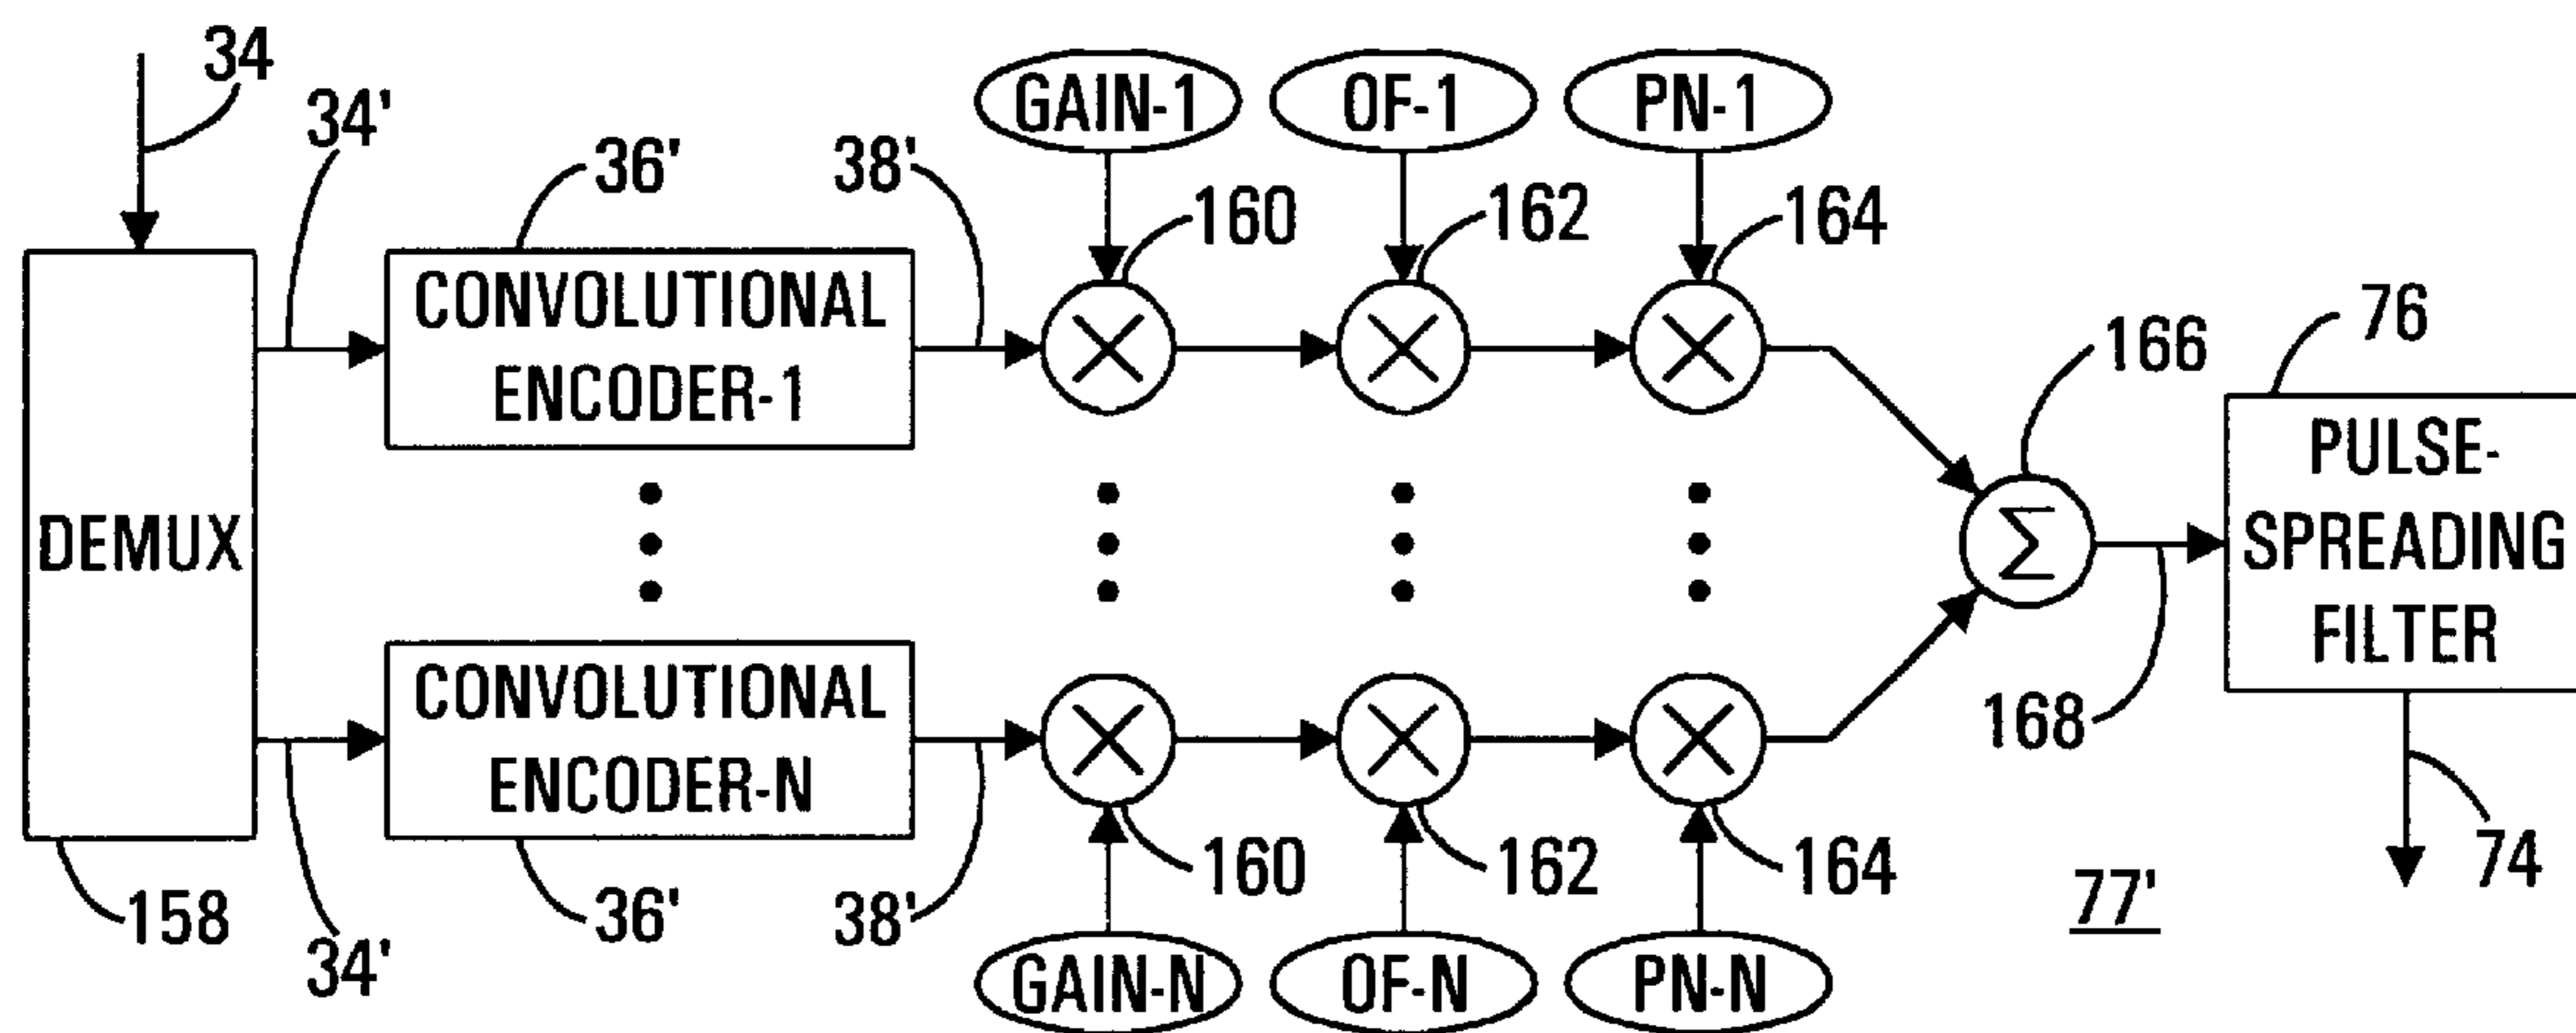 34
34'
36'
38'
GAIN-1
OF-1
PN-1
160
162
164
166
76
CONVOLUTIONAL
ENCODER-1
DEMUX
Σ
PULSE-
SPREADING
FILTER
CONVOLUTIONAL
ENCODER-N
168
74
77'
158
34'
36'
38'
160
162
164
GAIN-N
OF-N
PN-N